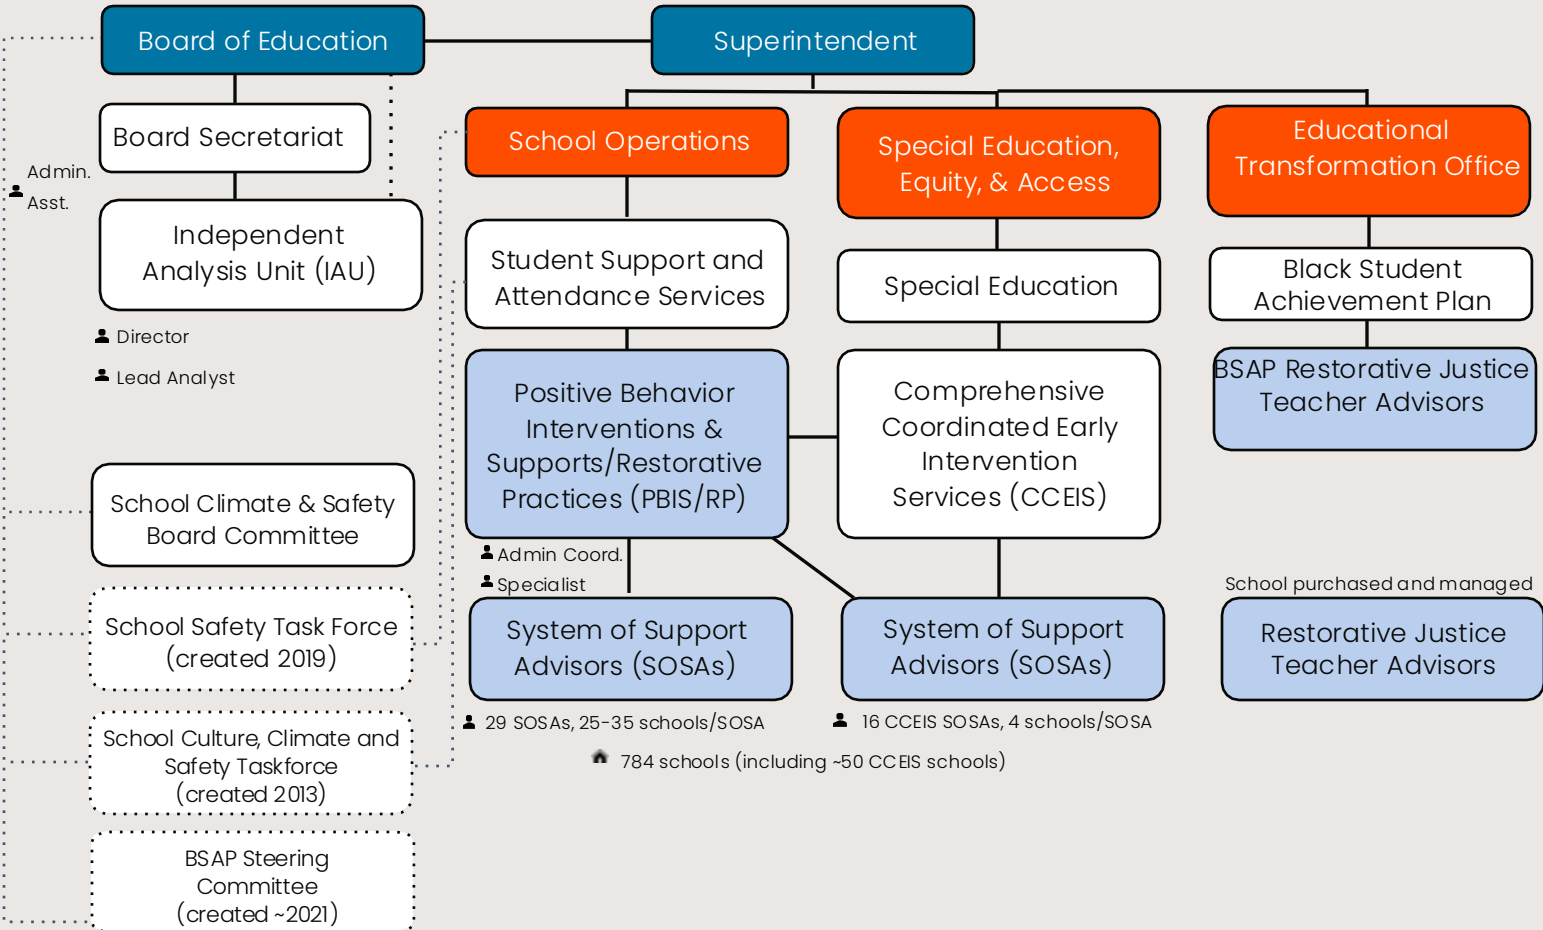 Board of Education
Superintendent
Board Secretariat
Admin.
Asst.
Independent
Analysis Unit (IAU)
Director
Lead Analyst
School Operations
Special Education,
Equity, & Access
Educational
Transformation Office
Student Support and
Attendance Services
Special Education
Black Student
Achievement Plan
Positive Behavior
Interventions &
Supports/Restorative
Practices (PBIS/RP)
Comprehensive
Coordinated Early
Intervention
Services (CCEIS)
BSAP Restorative Justice
Teacher Advisors
School Climate & Safety
Board Committee
Admin Coord.
Specialist
School Safety Task Force
(created 2019)
System of Support
Advisors (SOSAs)
System of Support
Advisors (SOSAs)
School purchased and managed
Restorative Justice
Teacher Advisors
29 SOSAs, 25-35 schools/SOSA
16 CCEIS SOSAs, 4 schools/SOSA
784 schools (including ~50 CCEIS schools)
School Culture, Climate and
Safety Taskforce
(created 2013)
BSAP Steering
Committee
(created ~2021)